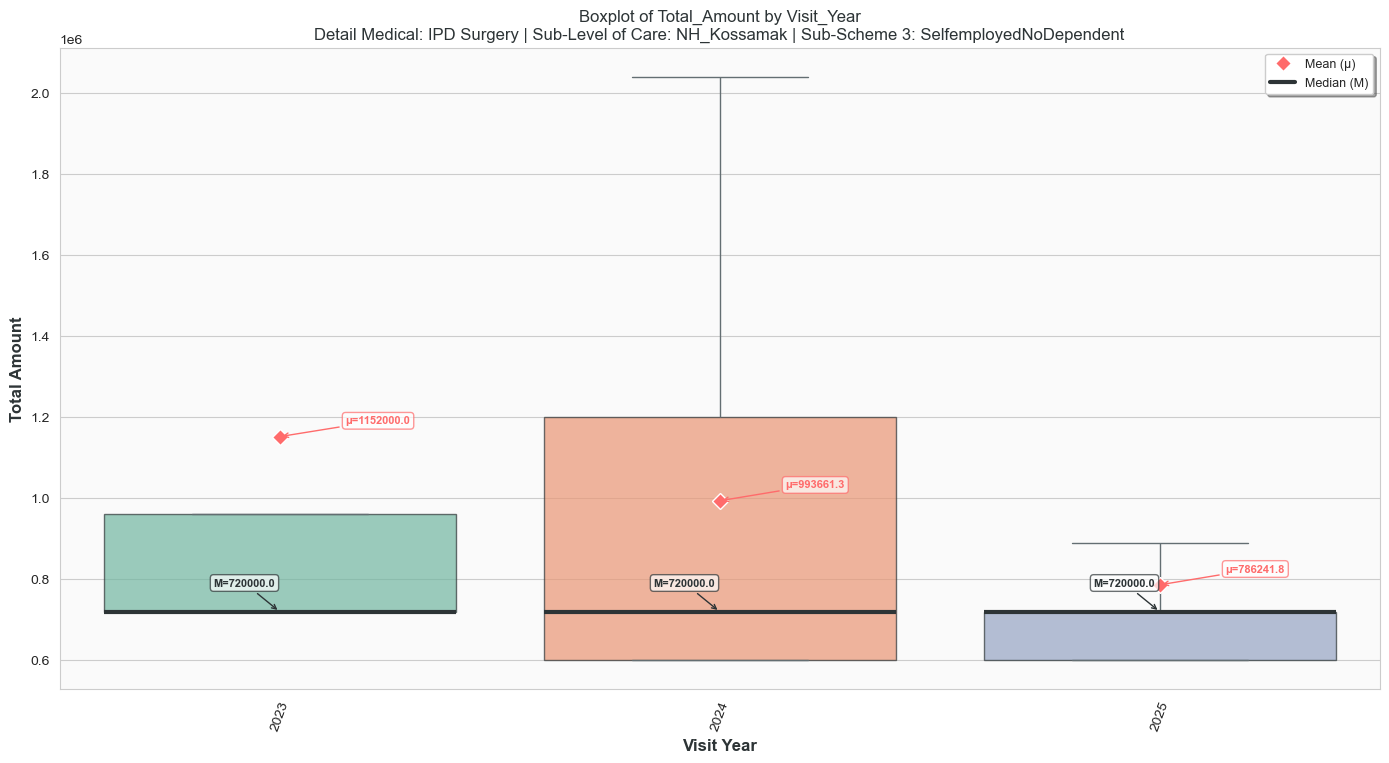 Boxplot of Total_Amount by Visit_Year
Detail Medical: IPD Surgery | Sub-Level of Care: NH_Kossamak | Sub-Scheme 3: SelfemployedNoDependent
1e6
Mean (μ)
Median (M)
2.0
1.8
1.6
1.4
1.2
1.0
0.8
0.6
Total Amount
μ=1152000.0
μ=993661.3
μ=786241.8
M=720000.0
M=720000.0
M=720000.0
2023
2024
2025
Visit Year